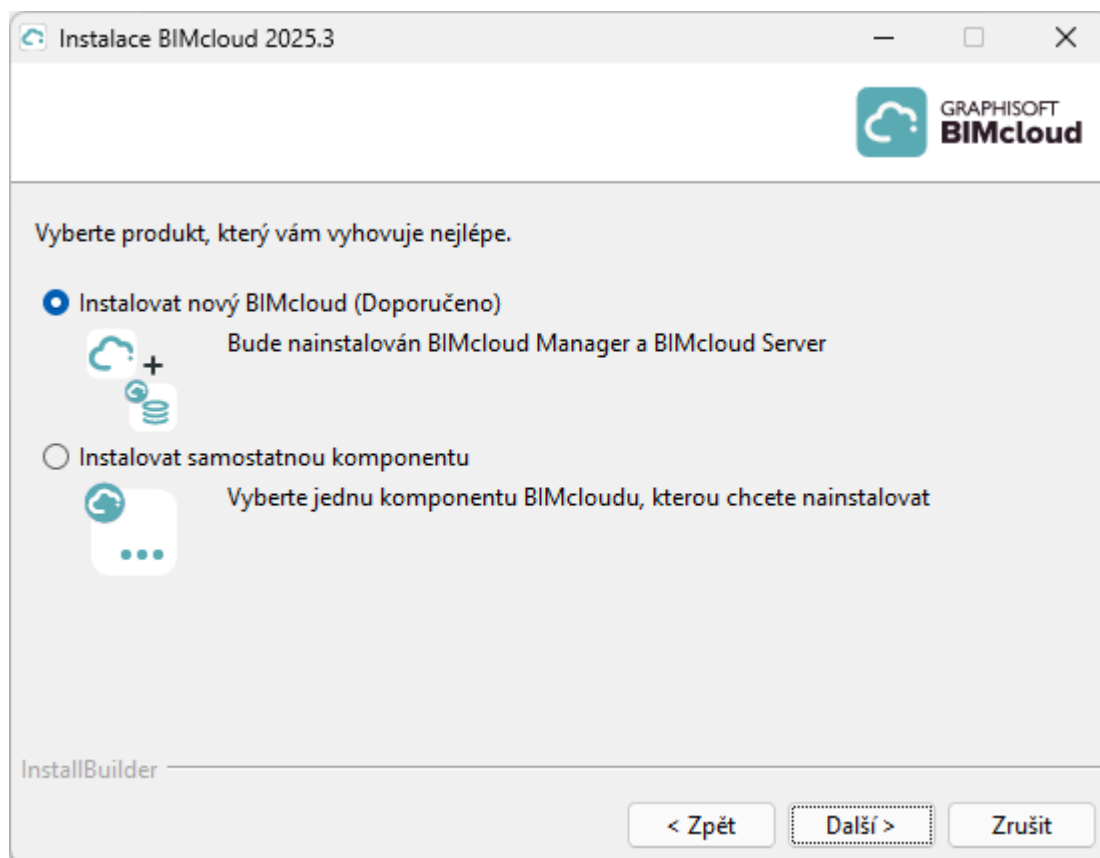 Instalace BIMcloud 2025.3
GRAPHISOFT
BIMcloud
Vyberte produkt, který vám vyhovuje nejlépe.
Instalovat nový BIMcloud (Doporučeno)
Bude nainstalován BIMcloud Manager a BIMcloud Server
Instalovat samostatnou komponentu
Vyberte jednu komponentu BIMcloudu, kterou chcete nainstalovat
InstallBuilder
< Zpět Další > Zrušit